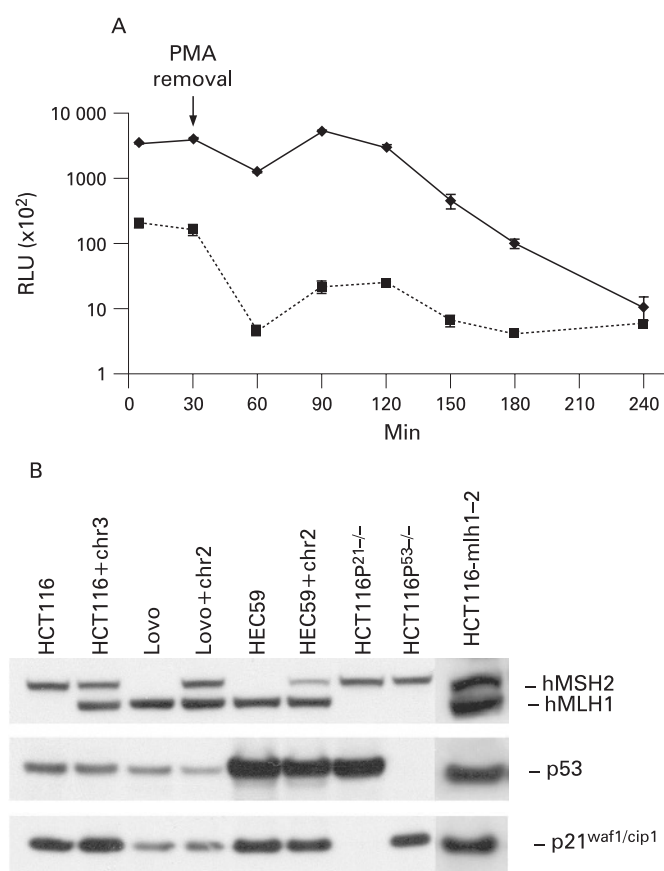 A
PMA
removal
10 000
1000
100
10
1
RLU (x10²)
0 30 60 90 120 150 180 210 240
Min
B
HCT116
HCT116+chr3
Lovo
Lovo+chr2
HEC59
HEC59+chr2
HCT116P21–/–
HCT116P53–/–
HCT116-mlh1–2
– hMSH2
– hMLH1
– p53
– p21waf1/cip1